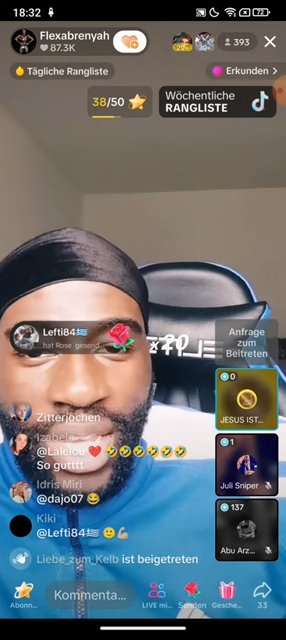 18:32
72
Flexabrenyah
87.3K
393
Tägliche Rangliste
Erkunden >
38/50
Wöchentliche
RANGLISTE
Lefti84🇬🇷
hat Rose gesend
Anfrage
zum
Beitreten
0
JESUS IST...
Zitterjochen
Izabela
@Lalelou ❤️ 🤣🤣🤣🤣🤣🤣
So gutttt
1
Juli Sniper
Idris Miri
@dajo07 😂
Kiki
@Lefti84🇬🇷 🙂💪🏼
137
Abu Arz...
Liebe_zum_Kelb ist beigetreten
Abonn...
Kommenta...
LIVE mi...
Senden
Gesche...
33